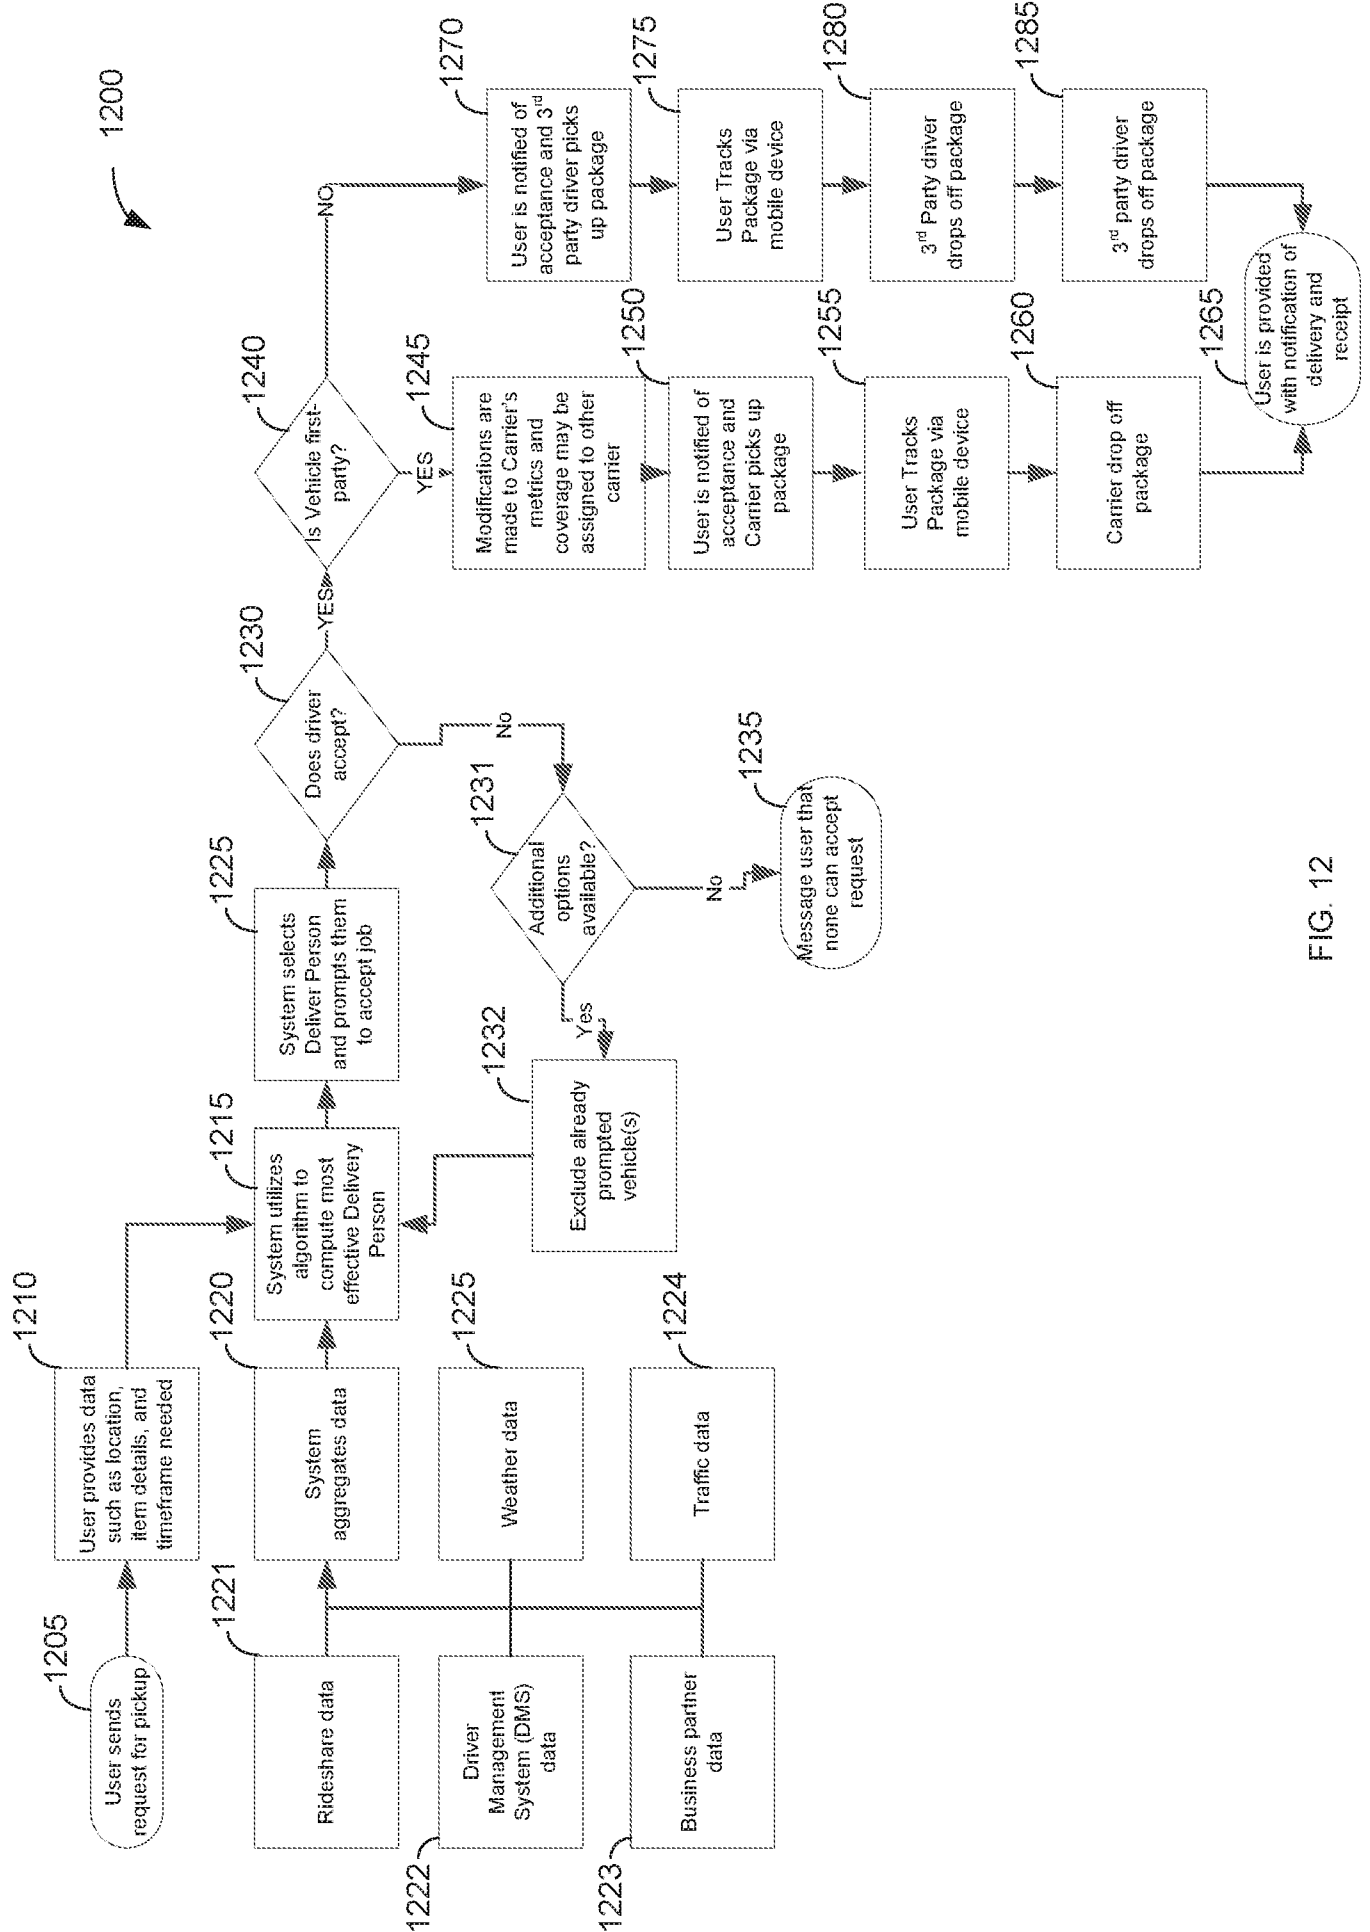 1200
1205
User sends
request for pickup
1210
User provides data
such as location,
item details, and
timeframe needed
1221
Rideshare data
1220
System
aggregates data
1215
System utilizes
algorithm to
compute most
effective Delivery
Person
1225
System selects
Deliver Person
and prompts them
to accept job
1230
Does driver
accept?
YES
1240
Is Vehicle first-
party?
NO
1222
Driver
Management
System (DMS)
data
1225
Weather data
1223
Business partner
data
1224
Traffic data
1232
Exclude already
prompted
vehicle(s)
Yes
1231
Additional
options
available?
No
No
1235
Message user that
none can accept
request
YES
1245
Modifications are
made to Carrier's
metrics and
coverage may be
assigned to other
carrier
1250
User is notified of
acceptance and
Carrier picks up
package
1255
User Tracks
Package via
mobile device
1260
Carrier drop off
package
1265
User is provided
with notification of
delivery and
receipt
1270
User is notified of
acceptance and 3rd
party driver picks
up package
1275
User Tracks
Package via
mobile device
1280
3rd Party driver
drops off package
1285
3rd party driver
drops off package
FIG. 12